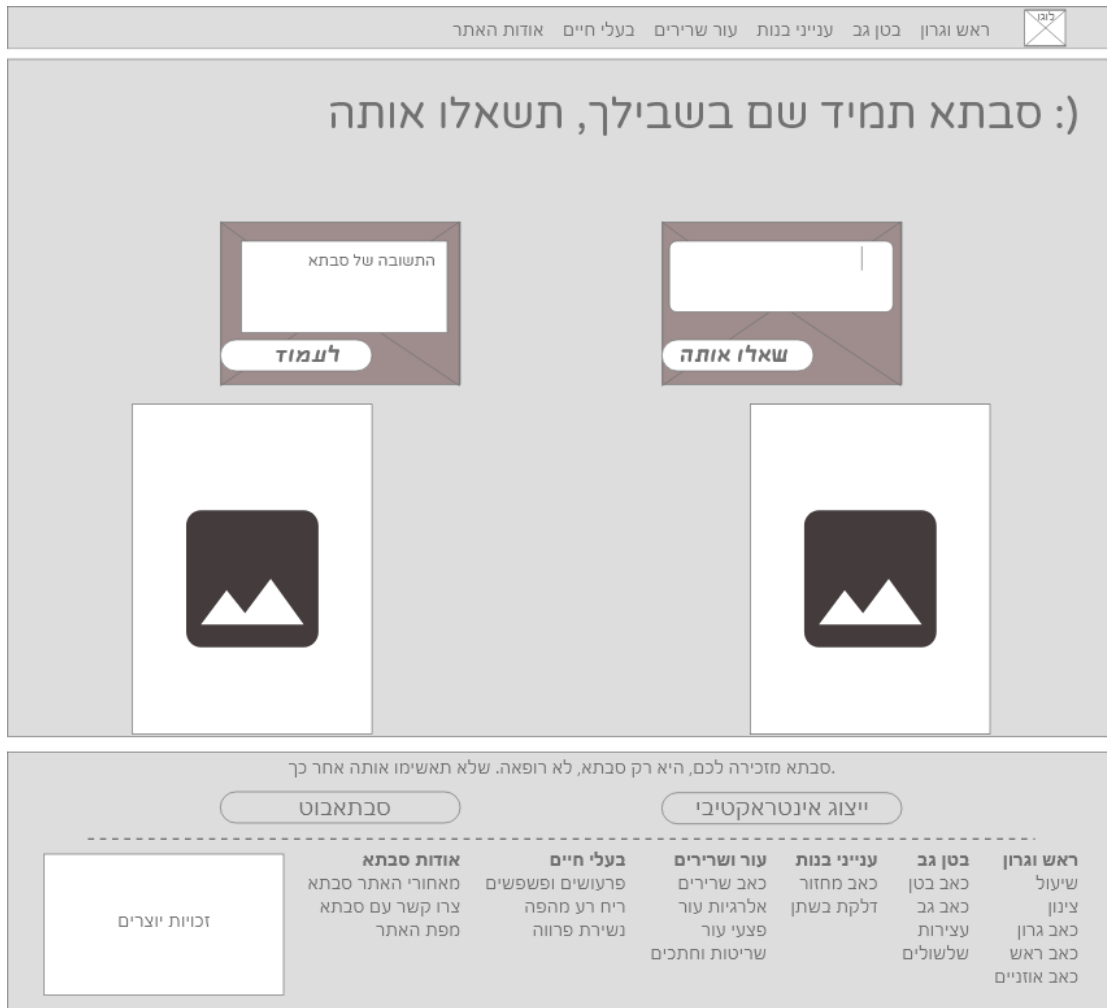 לוגו
ראש וגרון בטן גב ענייני בנות עור שרירים בעלי חיים אודות האתר
סבתא תמיד שם בשבילך, תשאלו אותה :)
שאלו אותה
התשובה של סבתא
לעמוד
סבתא מזכירה לכם, היא רק סבתא, לא רופאה. שלא תאשימו אותה אחר כך.
ייצוג אינטראקטיבי
סבתאבוט
ראש וגרון
שיעול
צינון
כאב גרון
כאב ראש
כאב אוזניים
בטן גב
כאב בטן
כאב גב
עצירות
שלשולים
ענייני בנות
כאב מחזור
דלקת בשתן
עור ושרירים
כאב שרירים
אלרגיות עור
פצעי עור
שריטות וחתכים
בעלי חיים
פרעושים ופשפשים
ריח רע מהפה
נשירת פרווה
אודות סבתא
מאחורי האתר סבתא
צרו קשר עם סבתא
מפת האתר
זכויות יוצרים